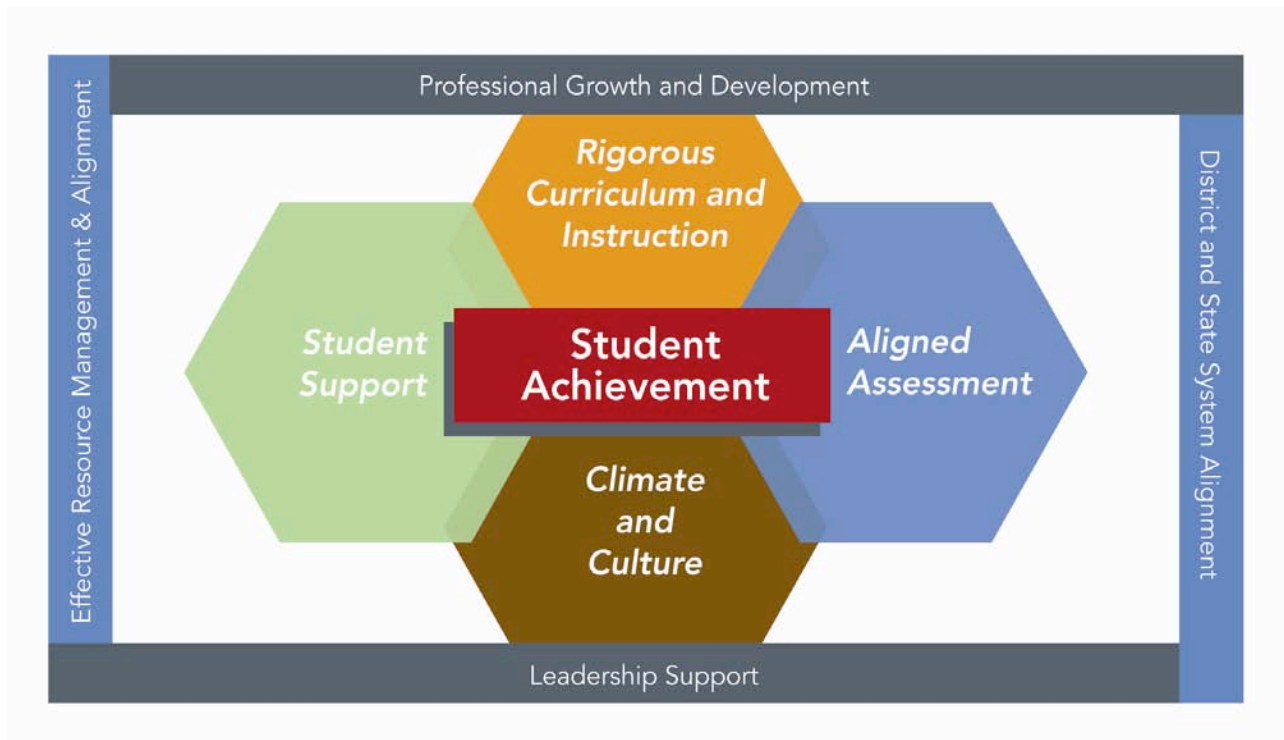 Professional Growth and Development
Effective Resource Management & Alignment
Rigorous
Curriculum and
Instruction
Student
Support
Student
Achievement
Aligned
Assessment
Climate
and
Culture
District and State System Alignment
Leadership Support